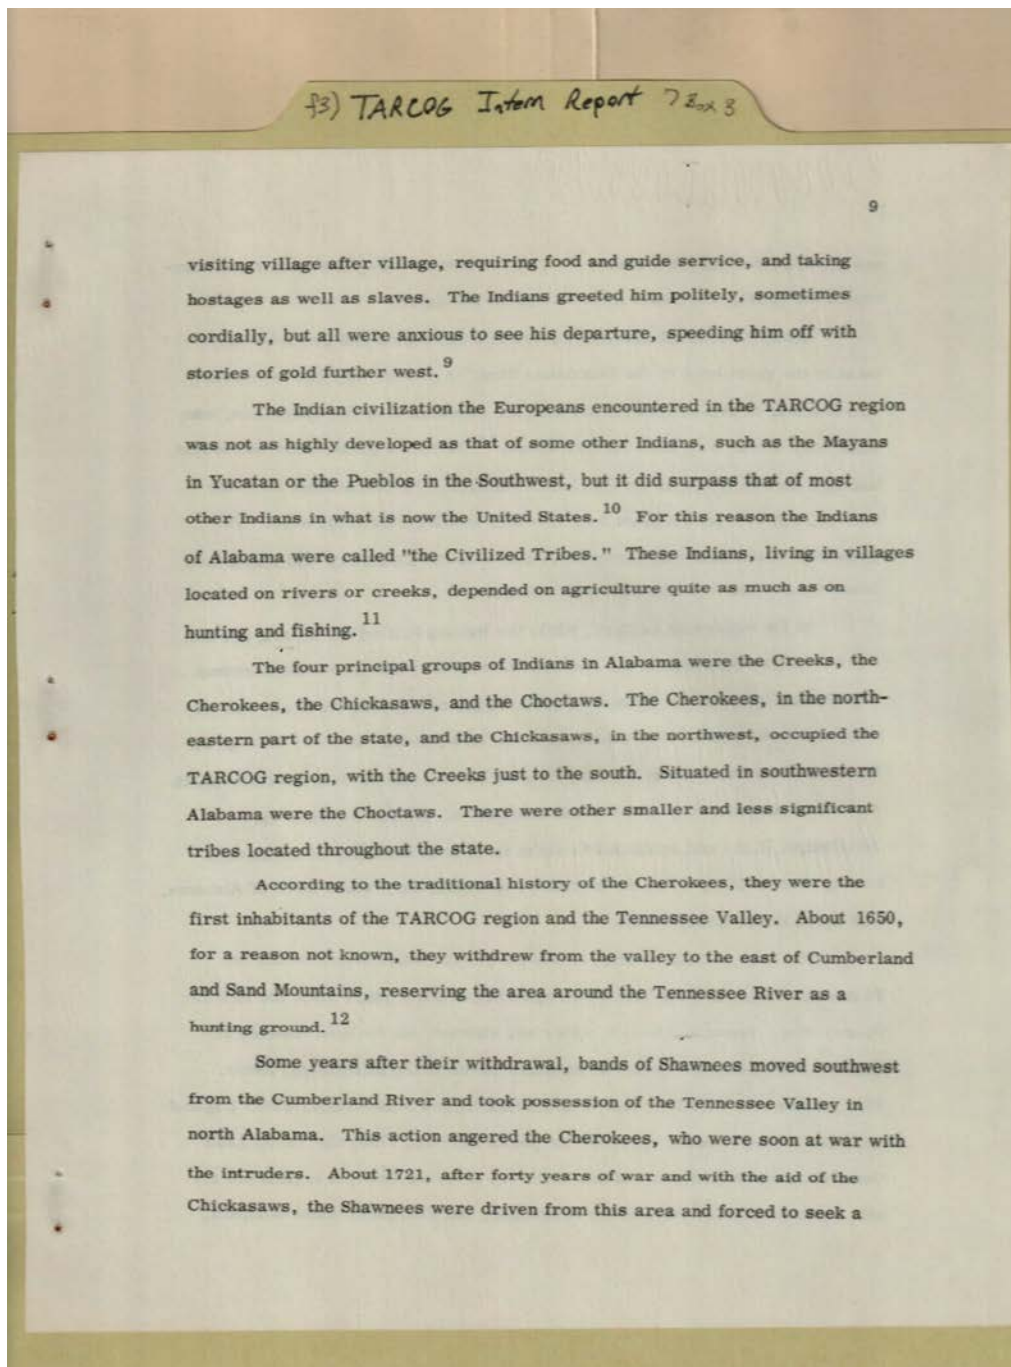 f3) TARCOG Intern Report 7 Box 3
9
visiting village after village, requiring food and guide service, and taking
hostages as well as slaves. The Indians greeted him politely, sometimes
cordially, but all were anxious to see his departure, speeding him off with
stories of gold further west. 9
The Indian civilization the Europeans encountered in the TARCOG region
was not as highly developed as that of some other Indians, such as the Mayans
in Yucatan or the Pueblos in the Southwest, but it did surpass that of most
other Indians in what is now the United States. 10 For this reason the Indians
of Alabama were called "the Civilized Tribes." These Indians, living in villages
located on rivers or creeks, depended on agriculture quite as much as on
hunting and fishing. 11
The four principal groups of Indians in Alabama were the Creeks, the
Cherokees, the Chickasaws, and the Choctaws. The Cherokees, in the north-
eastern part of the state, and the Chickasaws, in the northwest, occupied the
TARCOG region, with the Creeks just to the south. Situated in southwestern
Alabama were the Choctaws. There were other smaller and less significant
tribes located throughout the state.
According to the traditional history of the Cherokees, they were the
first inhabitants of the TARCOG region and the Tennessee Valley. About 1650,
for a reason not known, they withdrew from the valley to the east of Cumberland
and Sand Mountains, reserving the area around the Tennessee River as a
hunting ground. 12
Some years after their withdrawal, bands of Shawnees moved southwest
from the Cumberland River and took possession of the Tennessee Valley in
north Alabama. This action angered the Cherokees, who were soon at war with
the intruders. About 1721, after forty years of war and with the aid of the
Chickasaws, the Shawnees were driven from this area and forced to seek a